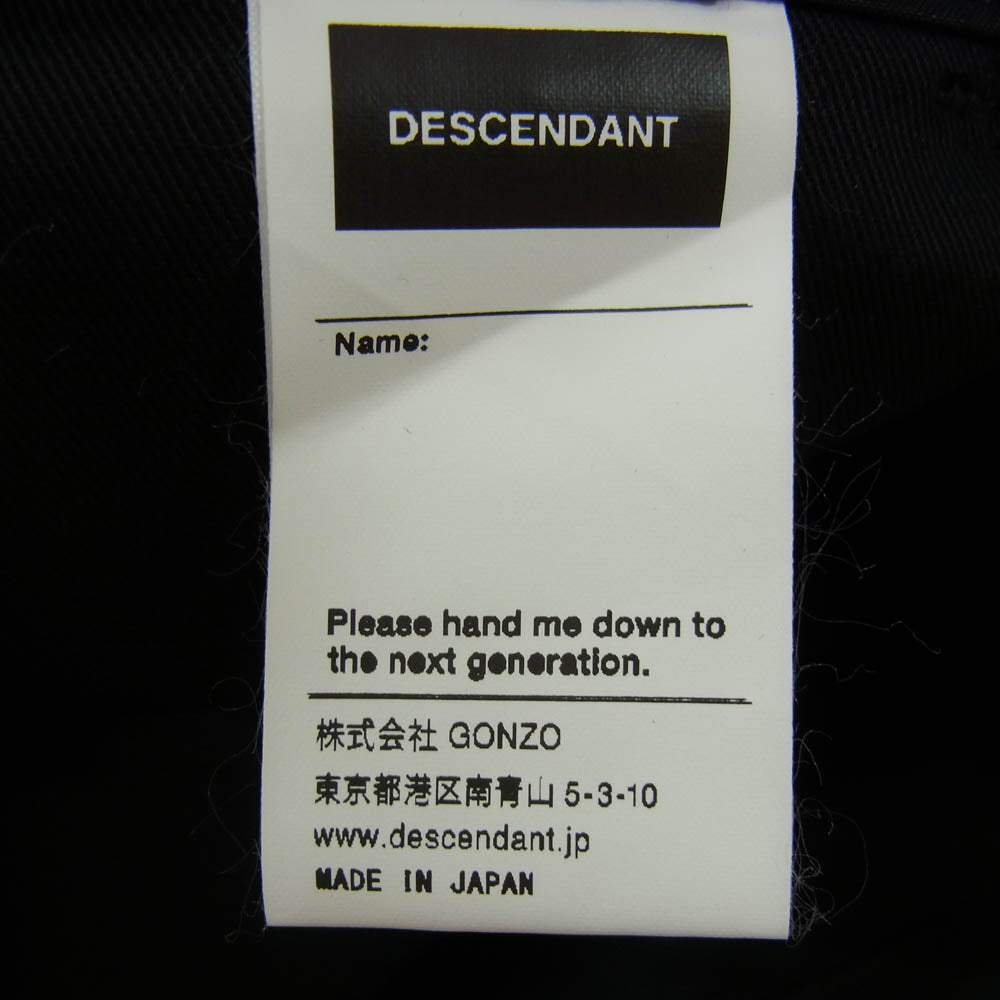 DESCENDANT
Name:
Please hand me down to
the next generation.
株式会社 GONZO
東京都港区南青山 5-3-10
www.descendant.jp
MADE IN JAPAN